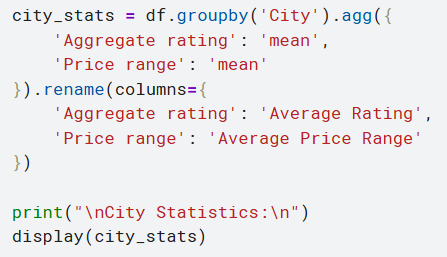 city_stats = df.groupby('City').agg({
    'Aggregate rating': 'mean',
    'Price range': 'mean'
}).rename(columns={
    'Aggregate rating': 'Average Rating',
    'Price range': 'Average Price Range'
})

print("\nCity Statistics:\n")
display(city_stats)